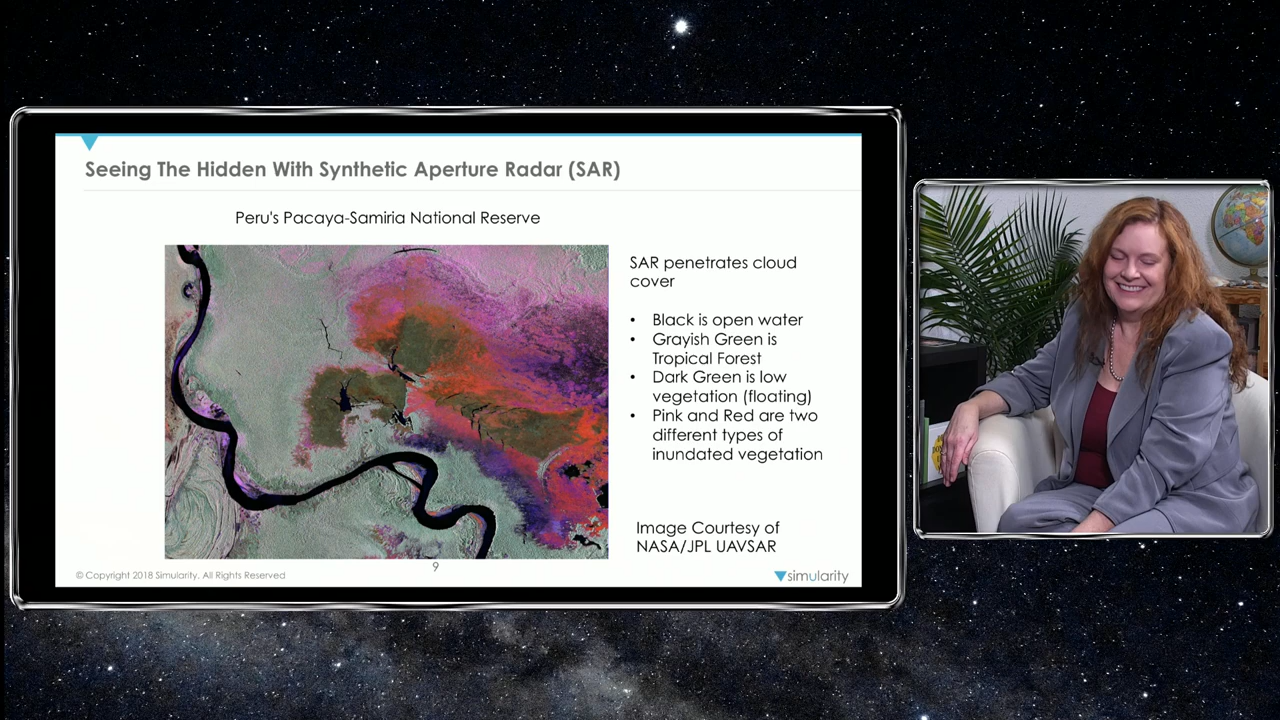 Seeing The Hidden With Synthetic Aperture Radar (SAR)
Peru's Pacaya-Samiria National Reserve
SAR penetrates cloud
cover
• Black is open water
• Grayish Green is
Tropical Forest
• Dark Green is low
vegetation (floating)
• Pink and Red are two
different types of
inundated vegetation
Image Courtesy of
NASA/JPL UAVSAR
9
© Copyright 2018 Simularity, All Rights Reserved
simularity